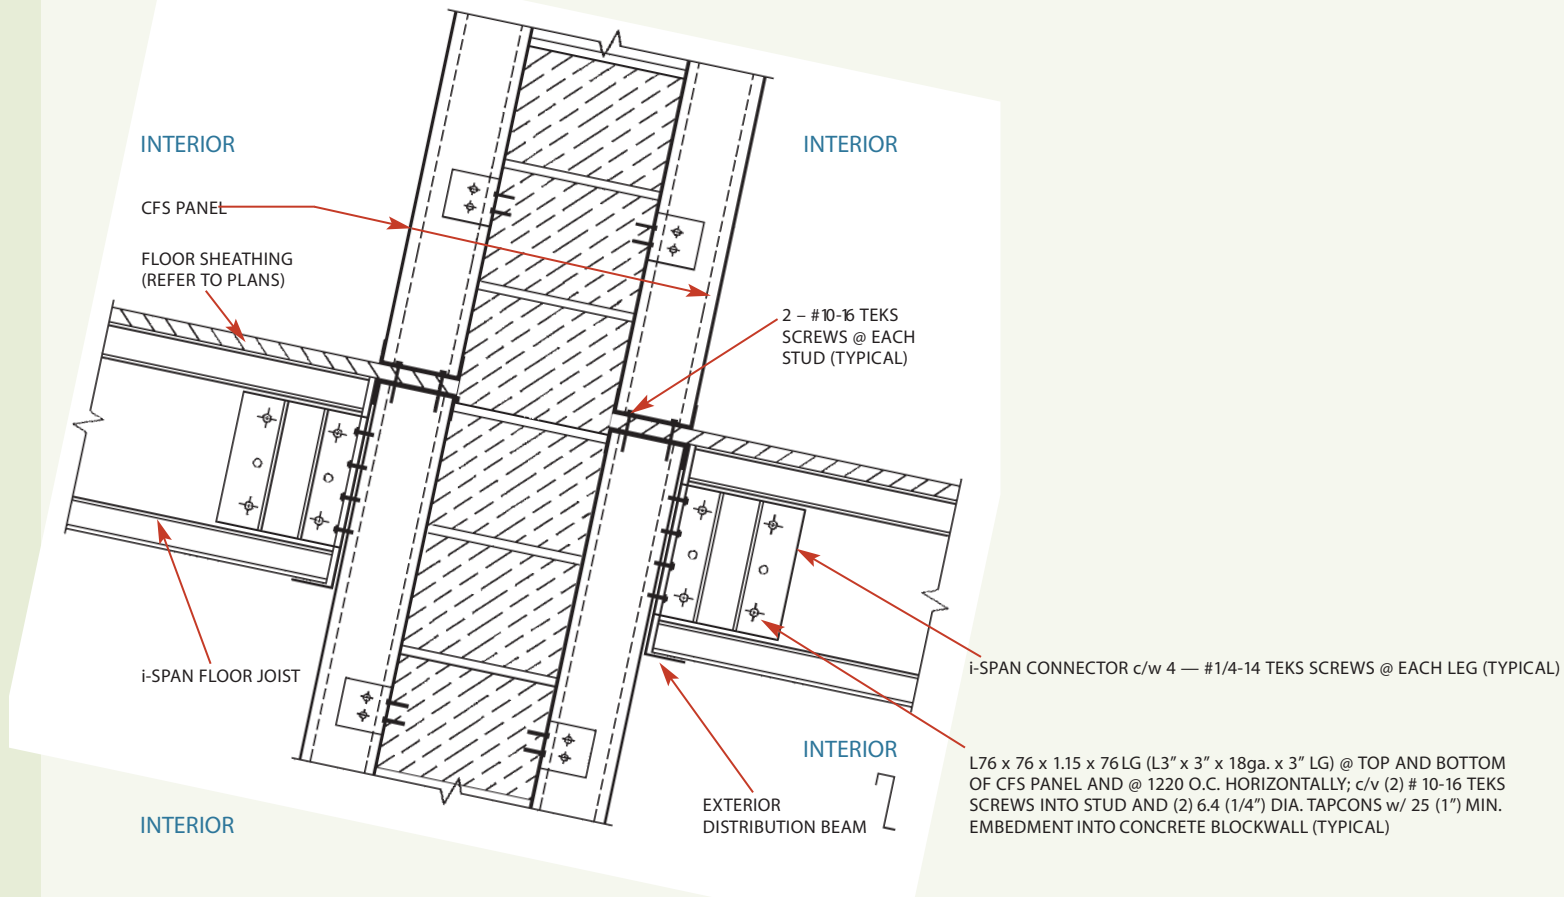 INTERIOR
INTERIOR
CFS PANEL
FLOOR SHEATHING
(REFER TO PLANS)
2 – #10-16 TEKS
SCREWS @ EACH
STUD (TYPICAL)
i-SPAN FLOOR JOIST
i-SPAN CONNECTOR c/w 4 — #1/4-14 TEKS SCREWS @ EACH LEG (TYPICAL)
INTERIOR
L76 x 76 x 1.15 x 76 LG (L3” x 3” x 18ga. x 3” LG) @ TOP AND BOTTOM
OF CFS PANEL AND @ 1220 O.C. HORIZONTALLY; c/v (2) # 10-16 TEKS
SCREWS INTO STUD AND (2) 6.4 (1/4”) DIA. TAPCONS w/ 25 (1”) MIN.
EMBEDMENT INTO CONCRETE BLOCKWALL (TYPICAL)
EXTERIOR
DISTRIBUTION BEAM
INTERIOR